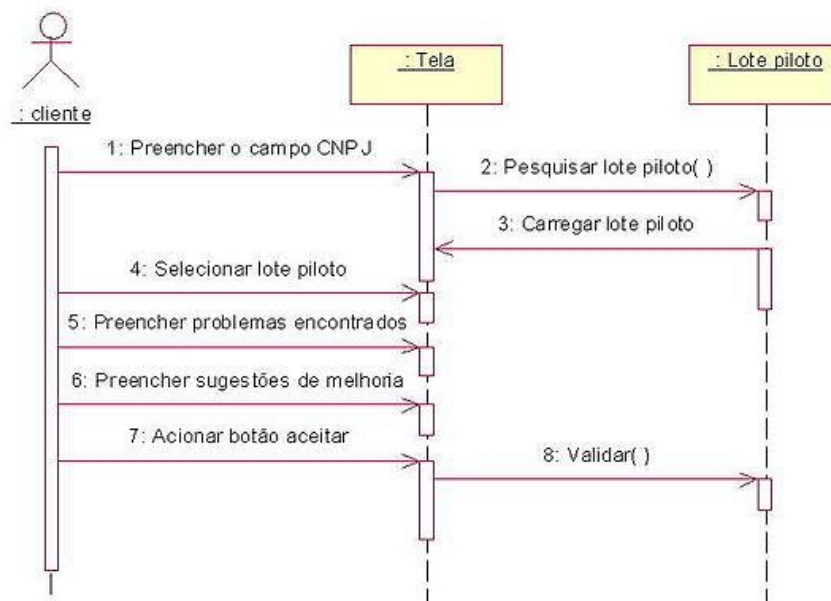 : Tela
: Lote piloto
: cliente
1: Preencher o campo CNPJ
2: Pesquisar lote piloto( )
3: Carregar lote piloto
4: Selecionar lote piloto
5: Preencher problemas encontrados
6: Preencher sugestões de melhoria
7: Acionar botão aceitar
8: Validar( )